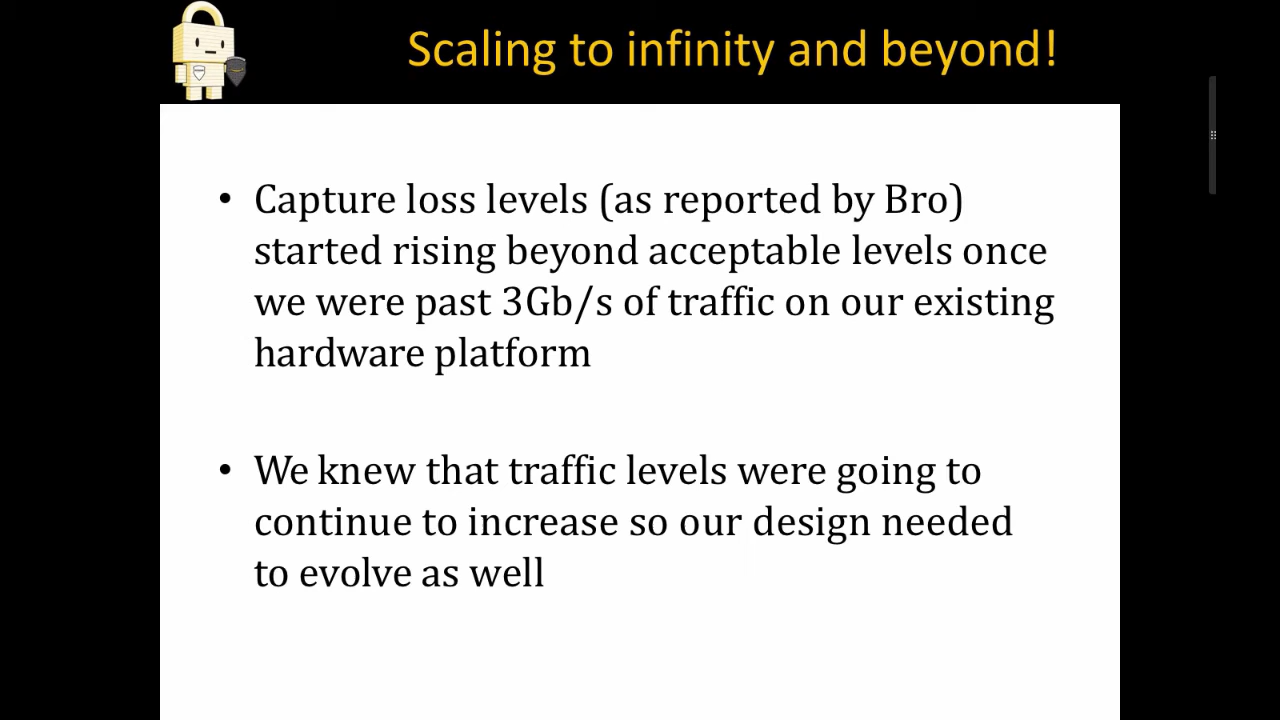 Scaling to infinity and beyond!
• Capture loss levels (as reported by Bro)
started rising beyond acceptable levels once
we were past 3Gb/s of traffic on our existing
hardware platform
• We knew that traffic levels were going to
continue to increase so our design needed
to evolve as well